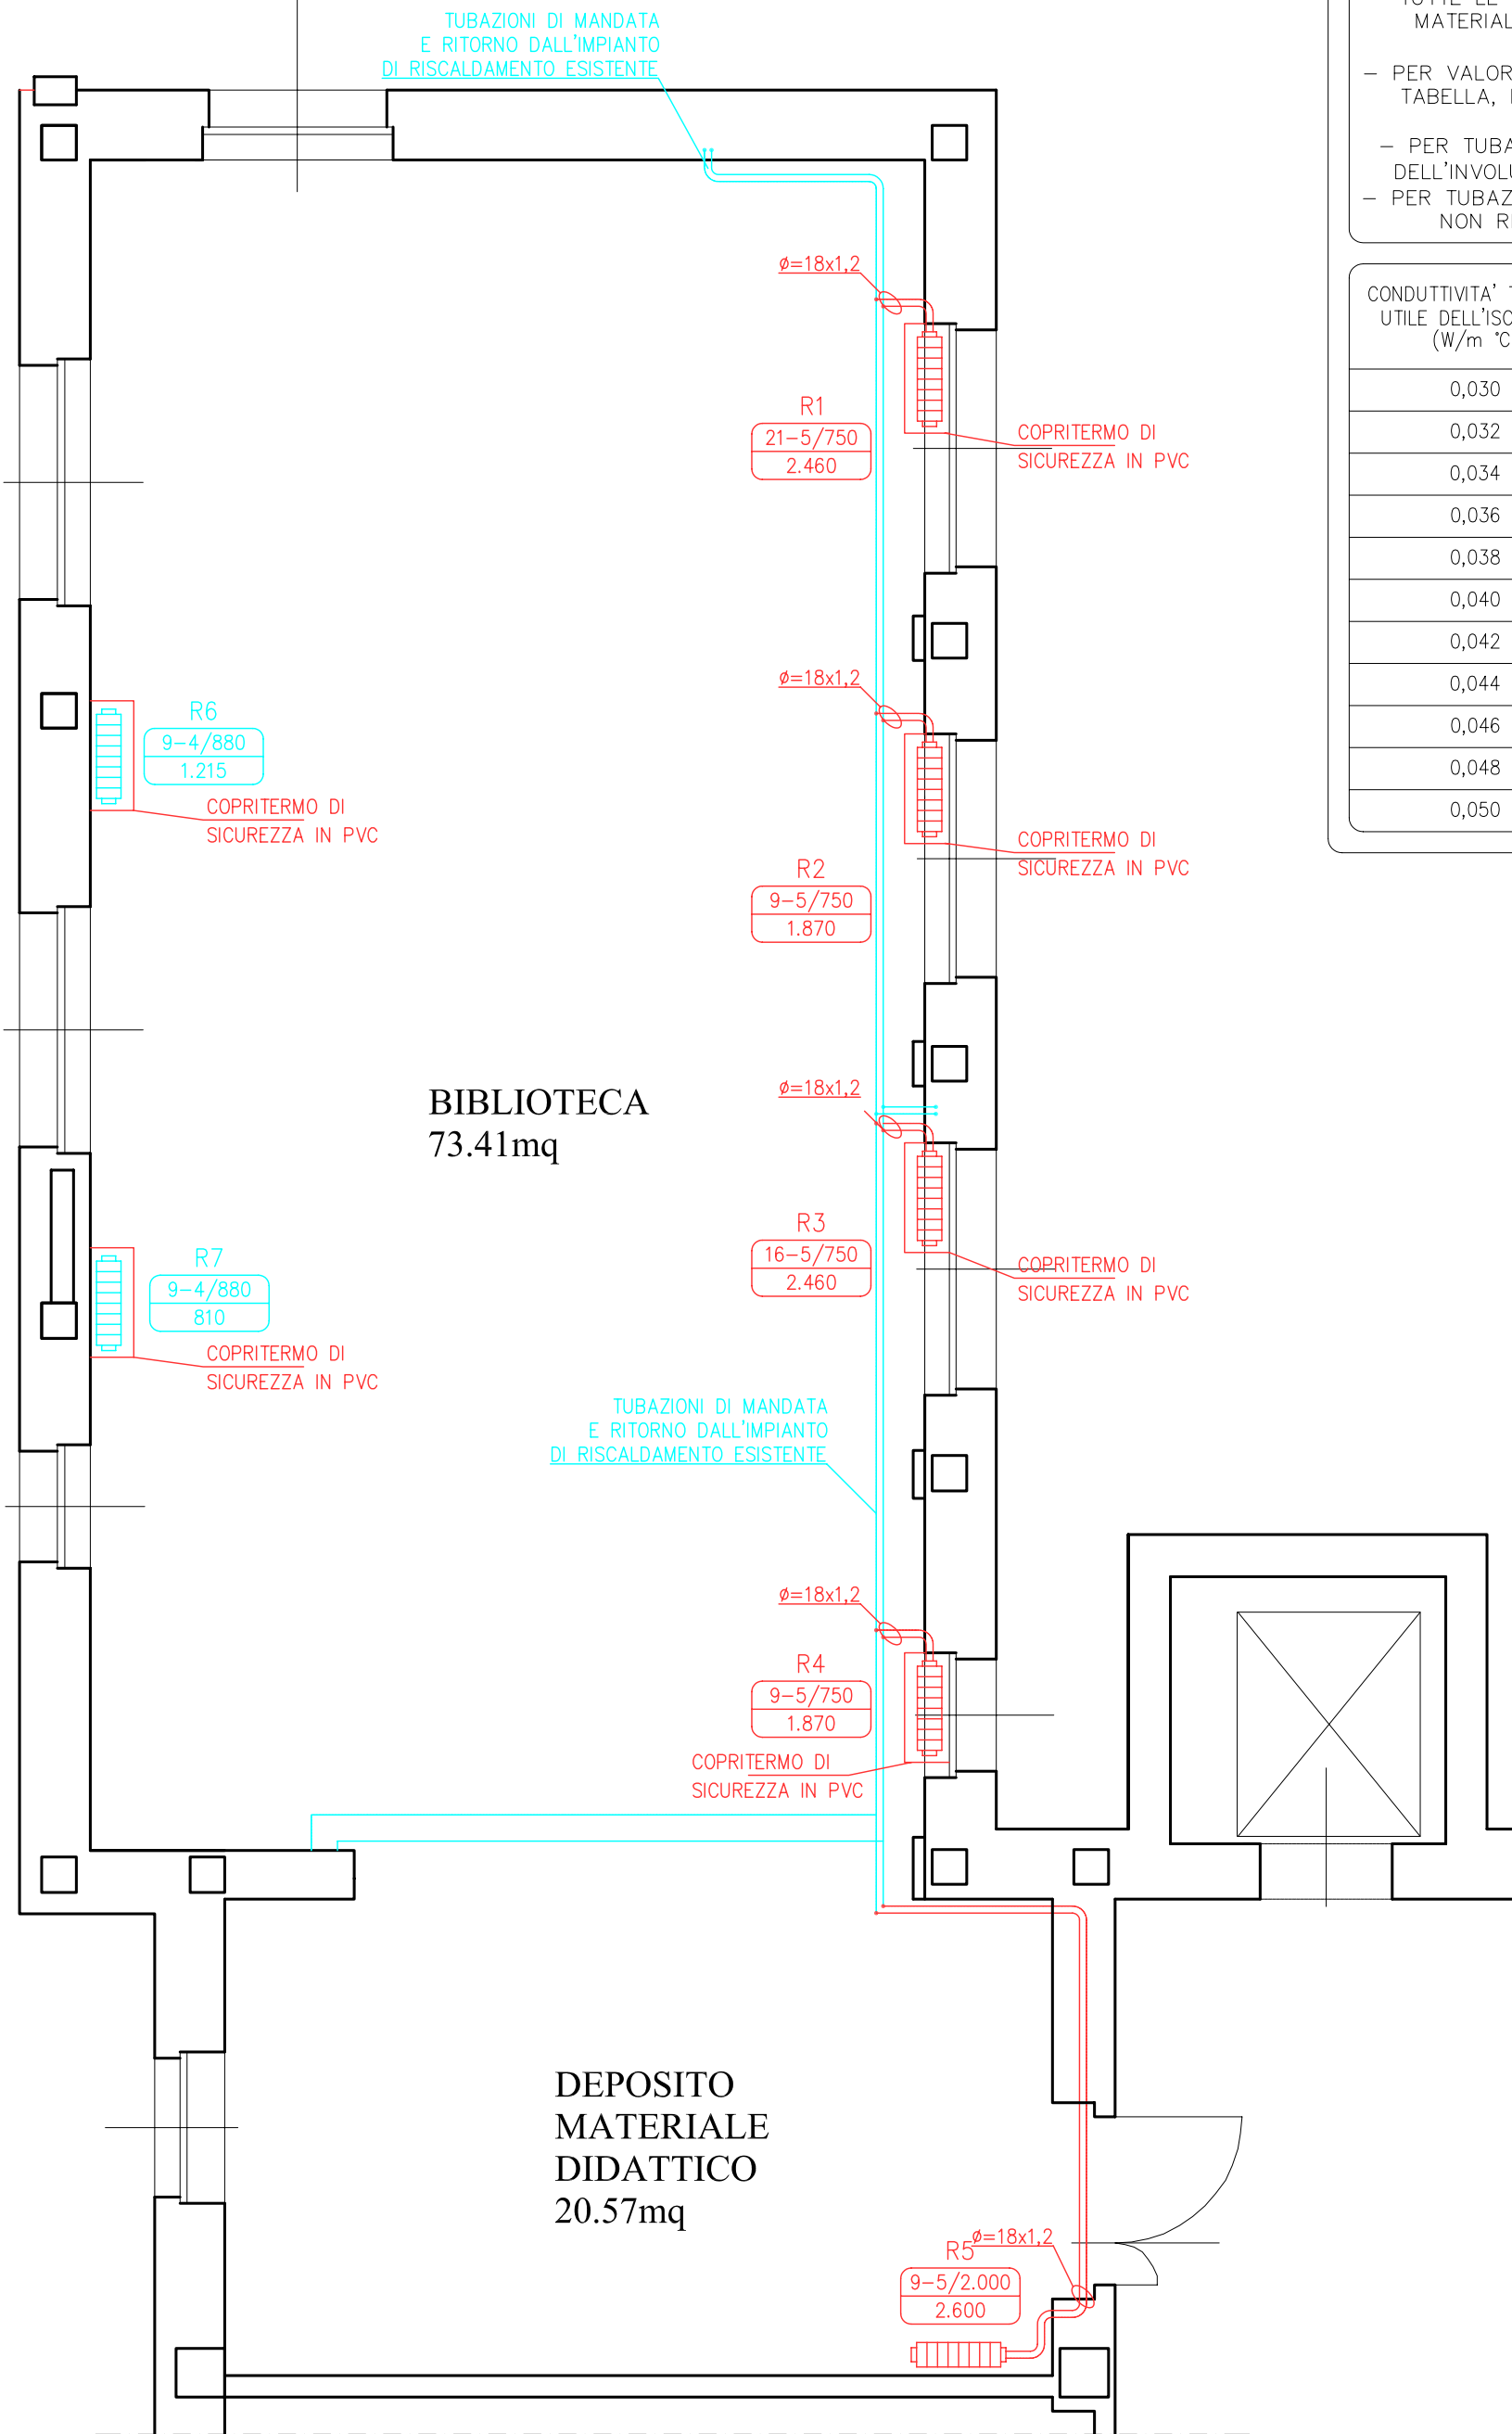 TUBAZIONI DI MANDATA
E RITORNO DALL'IMPIANTO
DI RISCALDAMENTO ESISTENTE
ø=18x1,2
R1
21-5/750
2.460
COPRITERMO DI
SICUREZZA IN PVC
ø=18x1,2
R6
9-4/880
1.215
COPRITERMO DI
SICUREZZA IN PVC
COPRITERMO DI
SICUREZZA IN PVC
R2
9-5/750
1.870
BIBLIOTECA
73.41mq
ø=18x1,2
R3
16-5/750
2.460
COPRITERMO DI
SICUREZZA IN PVC
R7
9-4/880
810
COPRITERMO DI
SICUREZZA IN PVC
TUBAZIONI DI MANDATA
E RITORNO DALL'IMPIANTO
DI RISCALDAMENTO ESISTENTE
ø=18x1,2
R4
9-5/750
1.870
COPRITERMO DI
SICUREZZA IN PVC
DEPOSITO
MATERIALE
DIDATTICO
20.57mq
ø=18x1,2
R5
9-5/2.000
2.600
MATERIAL
- PER VALOR
TABELLA,
- PER TUBA
DELL'INVOLU
- PER TUBAZ
NON R
CONDUTTIVITA'
UTILE DELL'ISO
(W/m °C
0,030
0,032
0,034
0,036
0,038
0,040
0,042
0,044
0,046
0,048
0,050